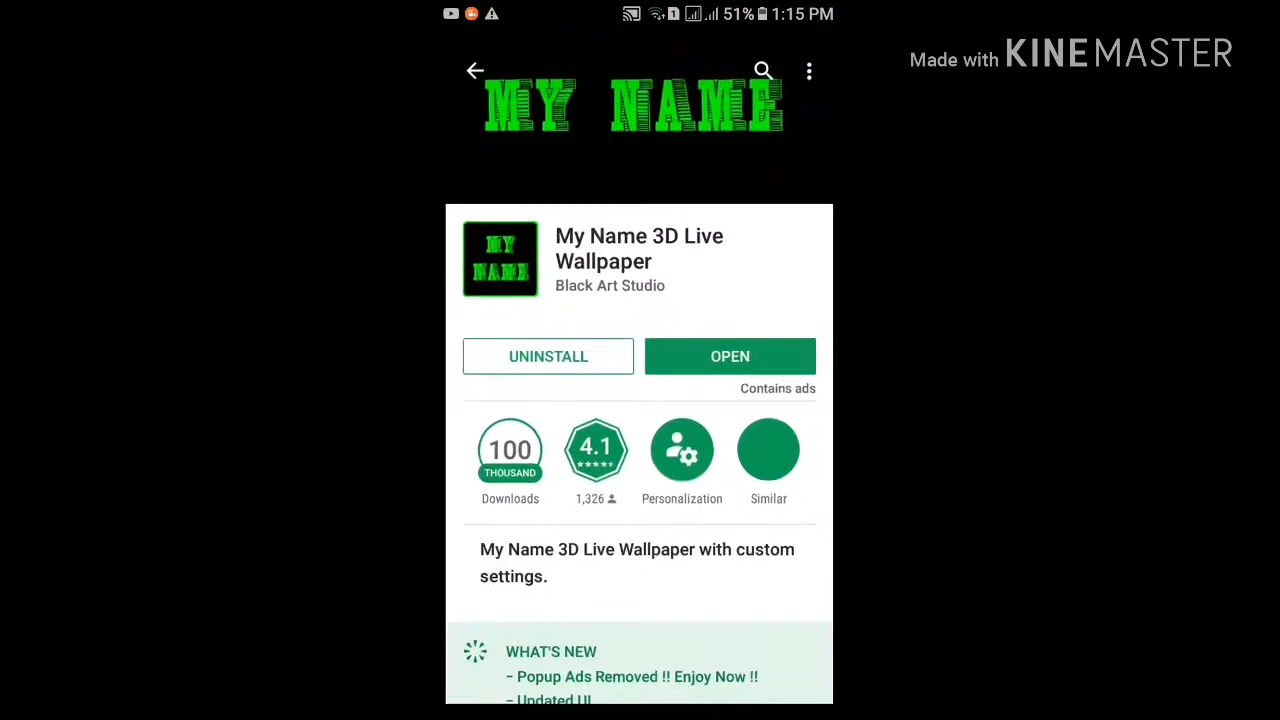 51% 1:15 PM
Made with KINEMASTER
MY NAME
MY
NAME
My Name 3D Live
Wallpaper
Black Art Studio
UNINSTALL
OPEN
Contains ads
100
THOUSAND
4.1
Downloads
1,326
Personalization
Similar
My Name 3D Live Wallpaper with custom
settings.
WHAT'S NEW
- Popup Ads Removed !! Enjoy Now !!
- Updated UI